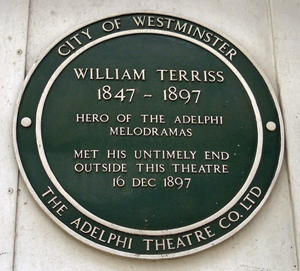 CITY OF WESTMINSTER
WILLIAM TERRISS
1847 - 1897
HERO OF THE ADELPHI
MELODRAMAS
MET HIS UNTIMELY END
OUTSIDE THIS THEATRE
16 DEC 1897
THE ADELPHI THEATRE CO. LTD